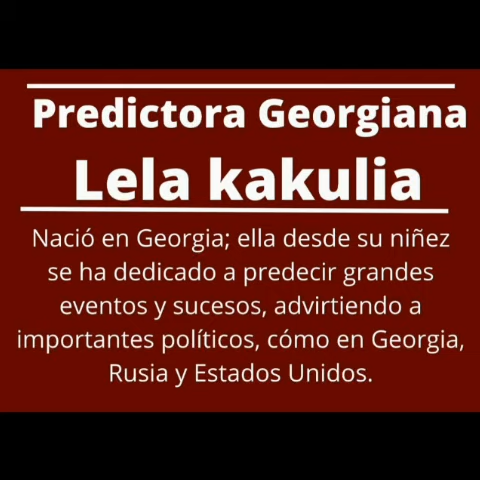 Predictora Georgiana
Lela kakulia
Nació en Georgia; ella desde su niñez
se ha dedicado a predecir grandes
eventos y sucesos, advirtiendo a
importantes políticos, cómo en Georgia,
Rusia y Estados Unidos.